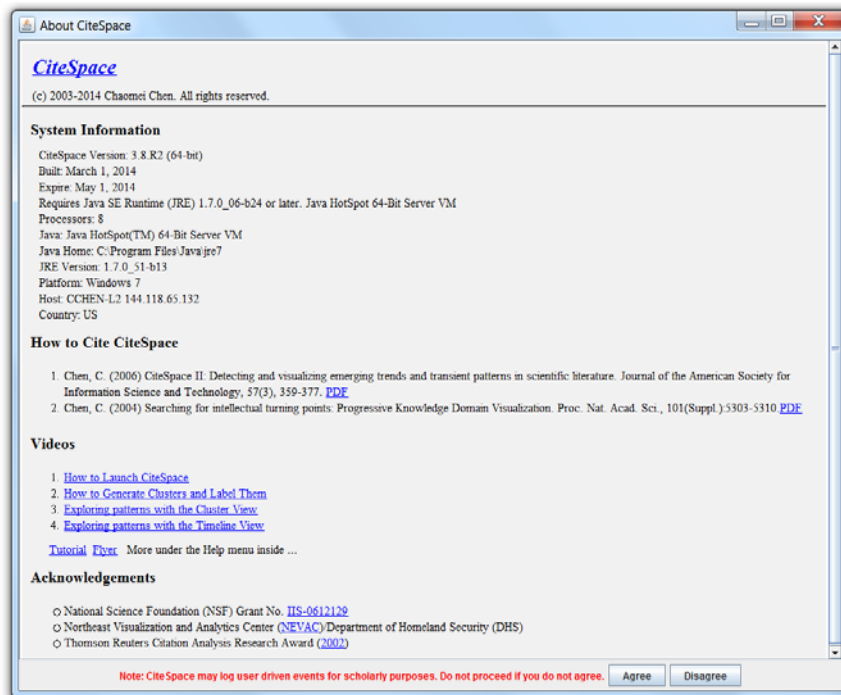 About CiteSpace
CiteSpace
(c) 2003-2014 Chaomei Chen. All rights reserved.
System Information
CiteSpace Version: 3.8.R2 (64-bit)
Built: March 1, 2014
Expire: May 1, 2014
Requires Java SE Runtime (JRE) 1.7.0_06-b24 or later. Java HotSpot 64-Bit Server VM
Processors: 8
Java: Java HotSpot(TM) 64-Bit Server VM
Java Home: C:\Program Files\Java\jre7
JRE Version: 1.7.0_51-b13
Platform: Windows 7
Host: CCHEN-L2 144.118.65.132
Country: US
How to Cite CiteSpace
1. Chen, C. (2006) CiteSpace II: Detecting and visualizing emerging trends and transient patterns in scientific literature. Journal of the American Society for
Information Science and Technology, 57(3), 359-377. PDF
2. Chen, C. (2004) Searching for intellectual turning points: Progressive Knowledge Domain Visualization. Proc. Nat. Acad. Sci., 101(Suppl.):5303-5310 PDF
Videos
1. How to Launch CiteSpace
2. How to Generate Clusters and Label Them
3. Exploring patterns with the Cluster View
4. Exploring patterns with the Timeline View
Tutorial Flyer More under the Help menu inside ...
Acknowledgements
National Science Foundation (NSF) Grant No. IIS-0612129
Northeast Visualization and Analytics Center (NEVAC)/Department of Homeland Security (DHS)
Thomson Reuters Citation Analysis Research Award (2002)
Note: CiteSpace may log user driven events for scholarly purposes. Do not proceed if you do not agree. Agree Disagree